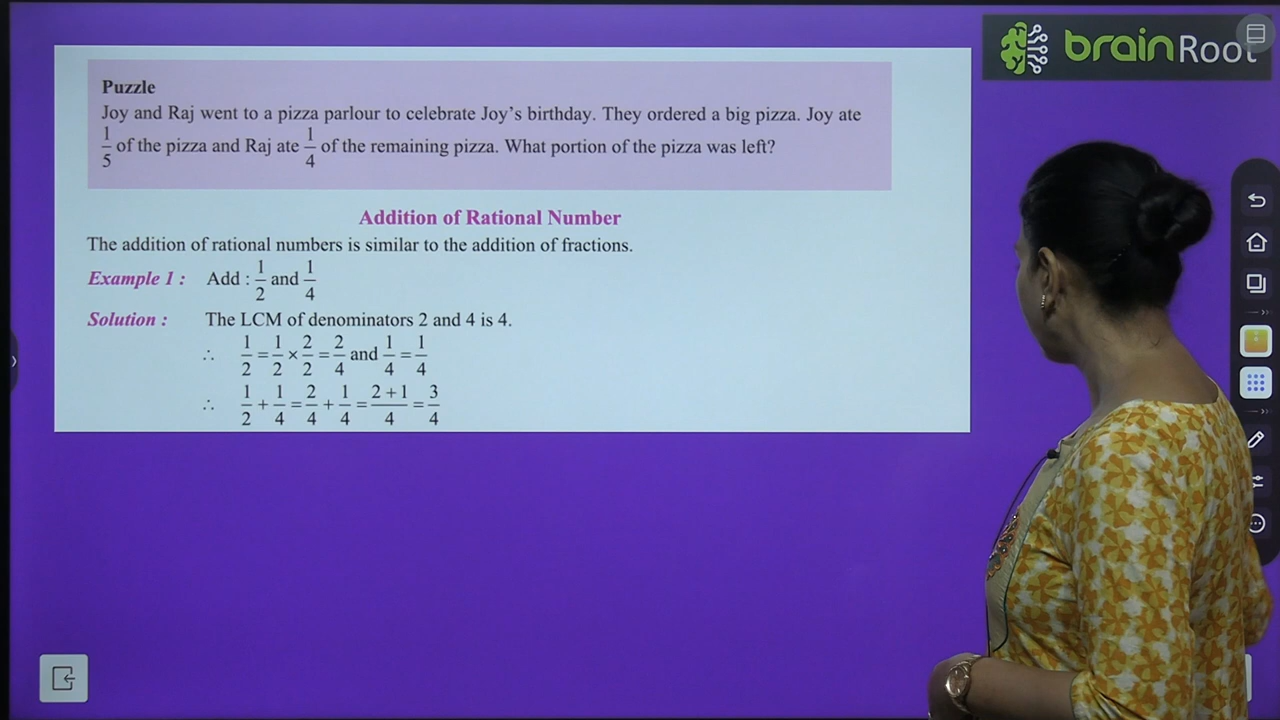 brainRoot
Puzzle
Joy and Raj went to a pizza parlour to celebrate Joy's birthday. They ordered a big pizza. Joy ate
1/5 of the pizza and Raj ate 1/4 of the remaining pizza. What portion of the pizza was left?
Addition of Rational Number
The addition of rational numbers is similar to the addition of fractions.
Example 1 : Add : 1/2 and 1/4
Solution : The LCM of denominators 2 and 4 is 4.
∴ 1/2 = 1/2 × 2/2 = 2/4 and 1/4 = 1/4
∴ 1/2 + 1/4 = 2/4 + 1/4 = (2 + 1)/4 = 3/4